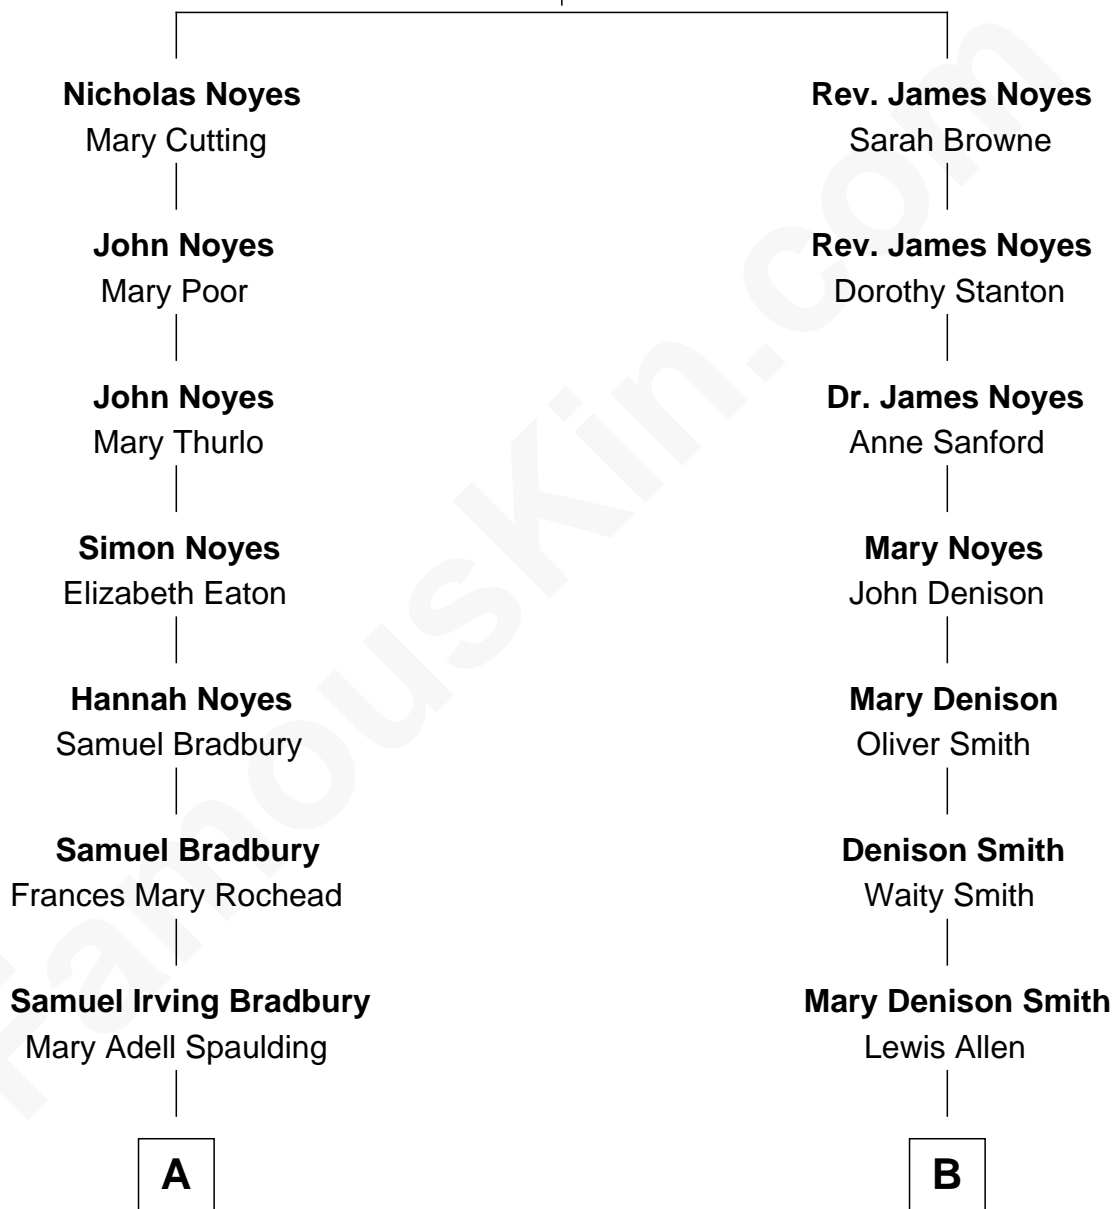 Nicholas Noyes
Mary Cutting
John Noyes
Mary Poor
John Noyes
Mary Thurlo
Simon Noyes
Elizabeth Eaton
Hannah Noyes
Samuel Bradbury
Samuel Bradbury
Frances Mary Rochead
Samuel Irving Bradbury
Mary Adell Spaulding
A
Rev. James Noyes
Sarah Browne
Rev. James Noyes
Dorothy Stanton
Dr. James Noyes
Anne Sanford
Mary Noyes
John Denison
Mary Denison
Oliver Smith
Denison Smith
Waity Smith
Mary Denison Smith
Lewis Allen
B
FamousKin.com